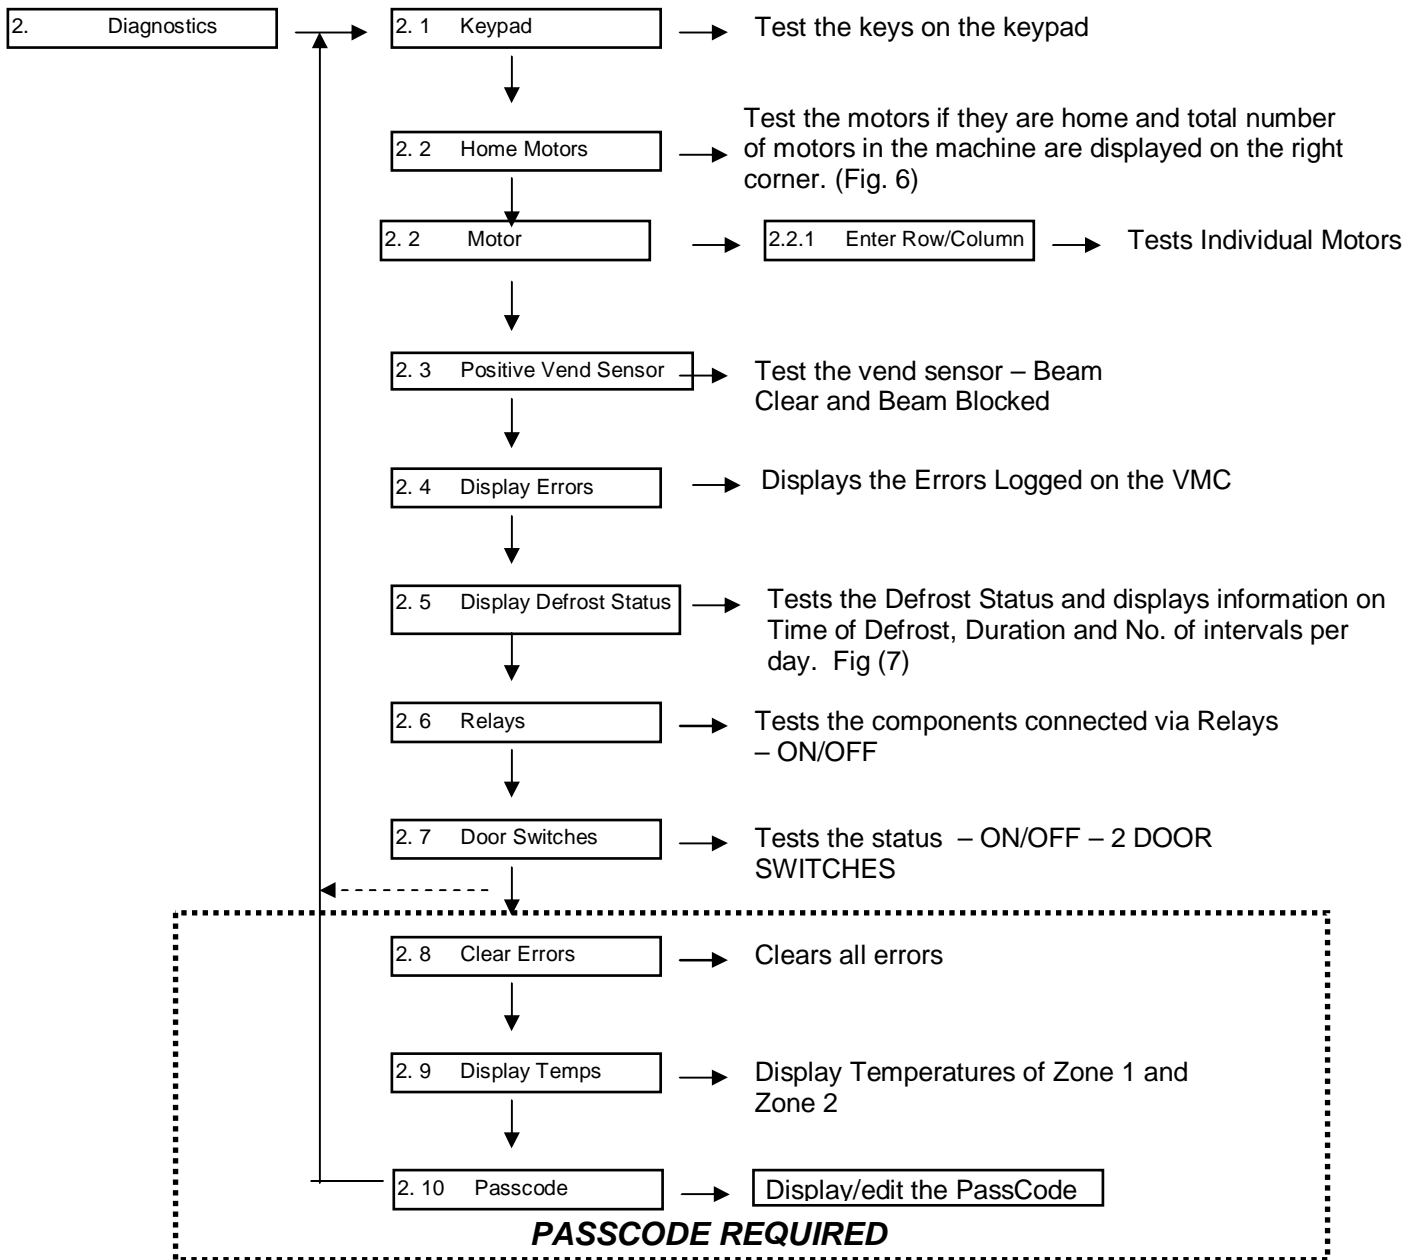 2. Diagnostics
2. 1 Keypad
Test the keys on the keypad
2. 2 Home Motors
Test the motors if they are home and total number
of motors in the machine are displayed on the right
corner. (Fig. 6)
2. 2 Motor
2.2.1 Enter Row/Column
Tests Individual Motors
2. 3 Positive Vend Sensor
Test the vend sensor – Beam
Clear and Beam Blocked
2. 4 Display Errors
Displays the Errors Logged on the VMC
2. 5 Display Defrost Status
Tests the Defrost Status and displays information on
Time of Defrost, Duration and No. of intervals per
day. Fig (7)
2. 6 Relays
Tests the components connected via Relays
– ON/OFF
2. 7 Door Switches
Tests the status – ON/OFF – 2 DOOR
SWITCHES
2. 8 Clear Errors
Clears all errors
2. 9 Display Temps
Display Temperatures of Zone 1 and
Zone 2
2. 10 Passcode
Display/edit the PassCode
PASSCODE REQUIRED